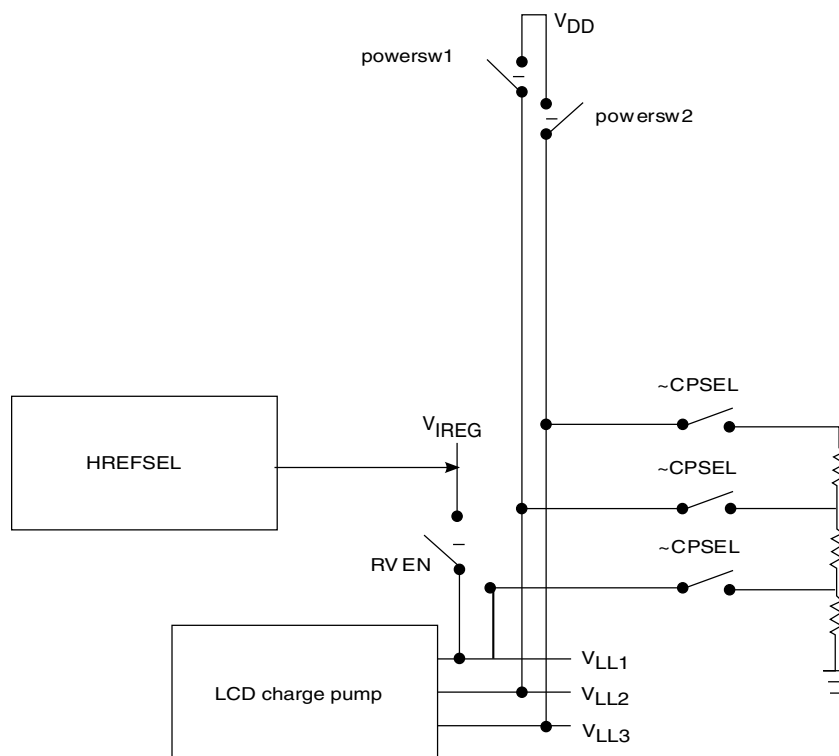 VDD
powersw1
powersw2
~CPSEL
VIREG
HREFSEL
~CPSEL
~CPSEL
RVEN
VLL1
LCD charge pump
VLL2
VLL3